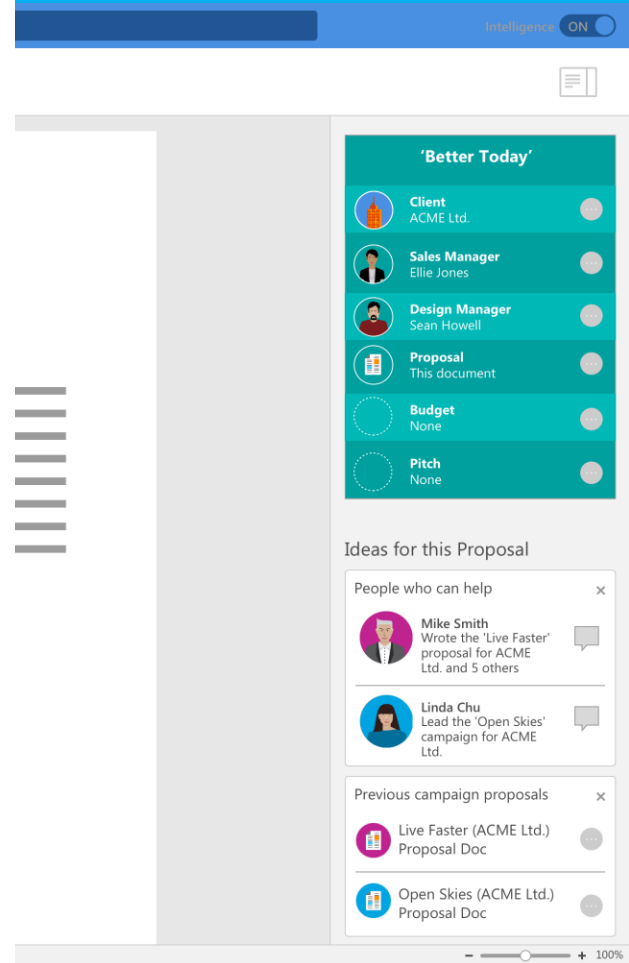 Intelligence ON
‘Better Today’
Client
ACME Ltd.
Sales Manager
Ellie Jones
Design Manager
Sean Howell
Proposal
This document
Budget
None
Pitch
None
Ideas for this Proposal
People who can help
Mike Smith
Wrote the 'Live Faster'
proposal for ACME
Ltd. and 5 others
Linda Chu
Lead the 'Open Skies'
campaign for ACME
Ltd.
Previous campaign proposals
Live Faster (ACME Ltd.)
Proposal Doc
Open Skies (ACME Ltd.)
Proposal Doc
100%